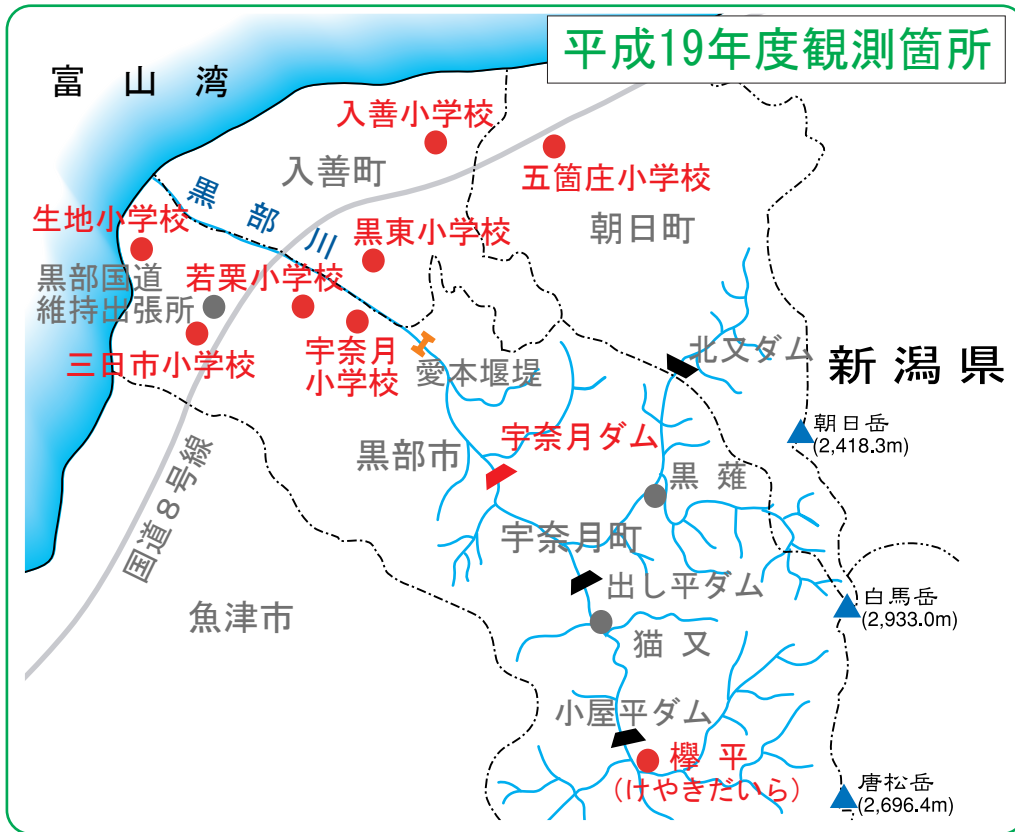 平成19年度観測箇所
富山湾
入善小学校
入善町
五箇庄小学校
朝日町
黒部川
生地小学校
黒東小学校
黒部国道
維持出張所
若栗小学校
三日市小学校
宇奈月
小学校
愛本堰堤
北又ダム
新潟県
朝日岳
(2,418.3m)
国道8号線
黒部市
宇奈月ダム
黒薙
宇奈月町
出し平ダム
白馬岳
(2,933.0m)
魚津市
猫又
小屋平ダム
欅平
(けやきだいら)
唐松岳
(2,696.4m)